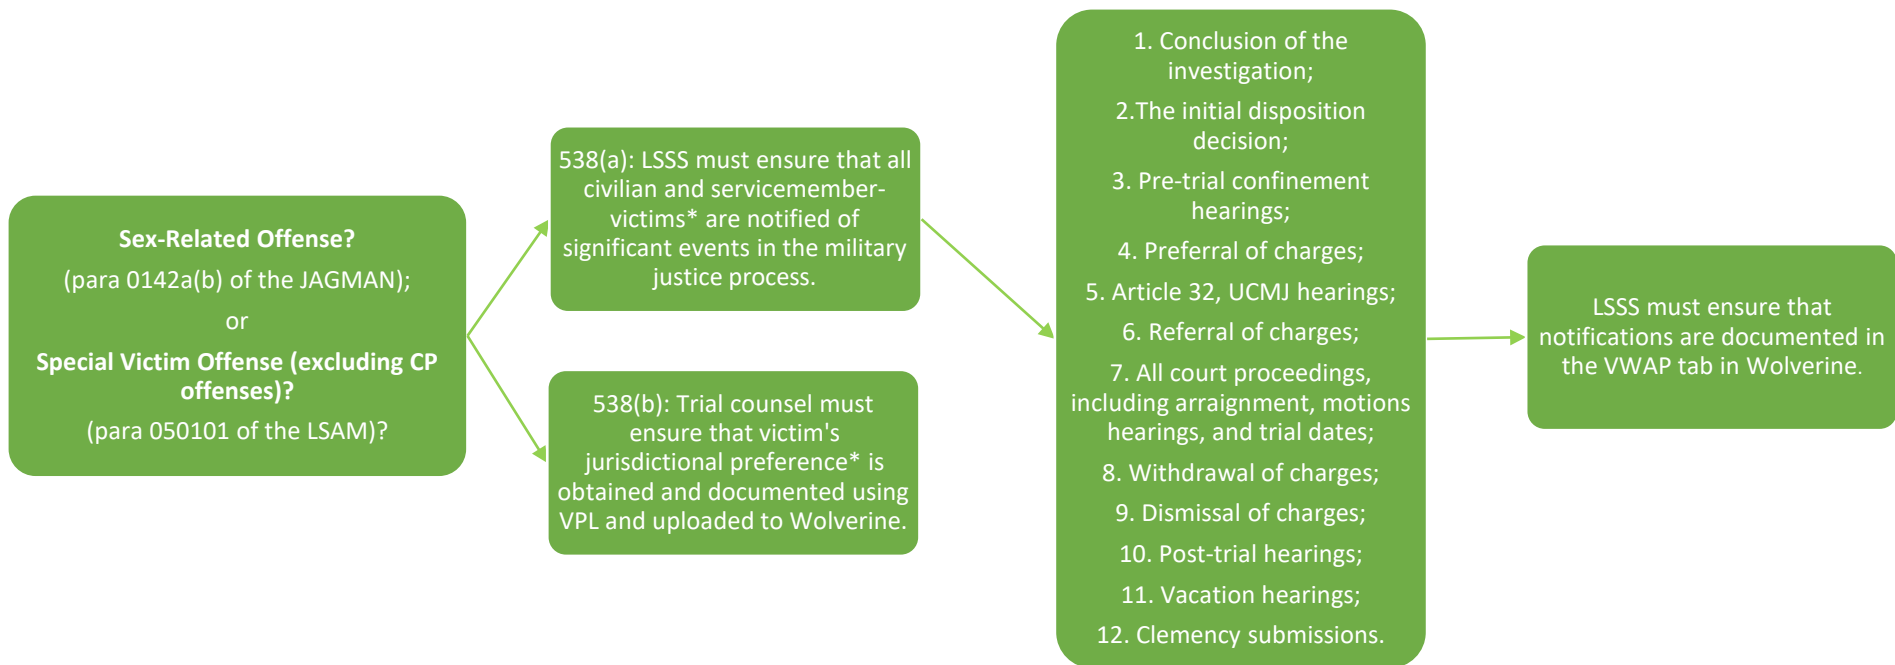 Sex-Related Offense?
(para 0142a(b) of the JAGMAN);
or
Special Victim Offense (excluding CP
offenses)?
(para 050101 of the LSAM)?
538(a): LSSS must ensure that all
civilian and servicemember-
victims* are notified of
significant events in the military
justice process.
538(b): Trial counsel must
ensure that victim's
jurisdictional preference* is
obtained and documented using
VPL and uploaded to Wolverine.
1. Conclusion of the
investigation;
2.The initial disposition
decision;
3. Pre-trial confinement
hearings;
4. Preferral of charges;
5. Article 32, UCMJ hearings;
6. Referral of charges;
7. All court proceedings,
including arraignment, motions
hearings, and trial dates;
8. Withdrawal of charges;
9. Dismissal of charges;
10. Post-trial hearings;
11. Vacation hearings;
12. Clemency submissions.
LSSS must ensure that
notifications are documented in
the VWAP tab in Wolverine.